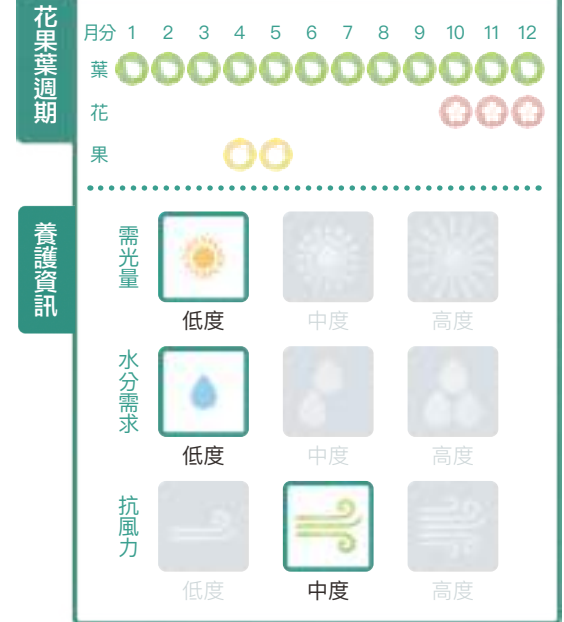 花果葉週期
月分 1 2 3 4 5 6 7 8 9 10 11 12
葉
花
果
養護資訊
需光量
低度 中度 高度
水分需求
低度 中度 高度
抗風力
低度 中度 高度